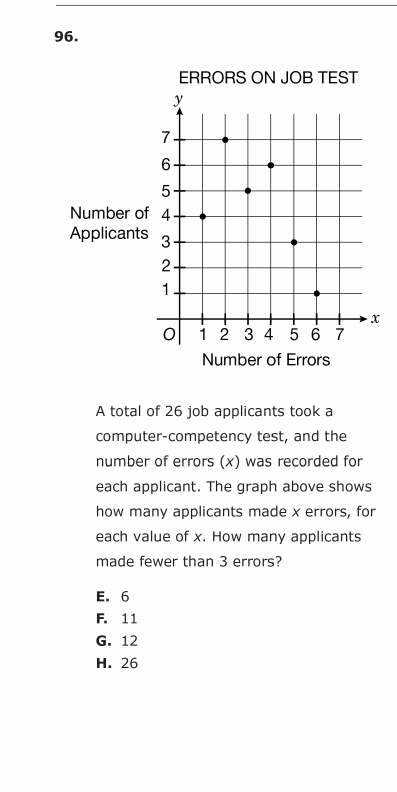 96.
ERRORS ON JOB TEST
y
7
6
5
Number of 4
Applicants
3
2
1
x
O 1 2 3 4 5 6 7
Number of Errors
A total of 26 job applicants took a
computer-competency test, and the
number of errors (x) was recorded for
each applicant. The graph above shows
how many applicants made x errors, for
each value of x. How many applicants
made fewer than 3 errors?
E. 6
F. 11
G. 12
H. 26